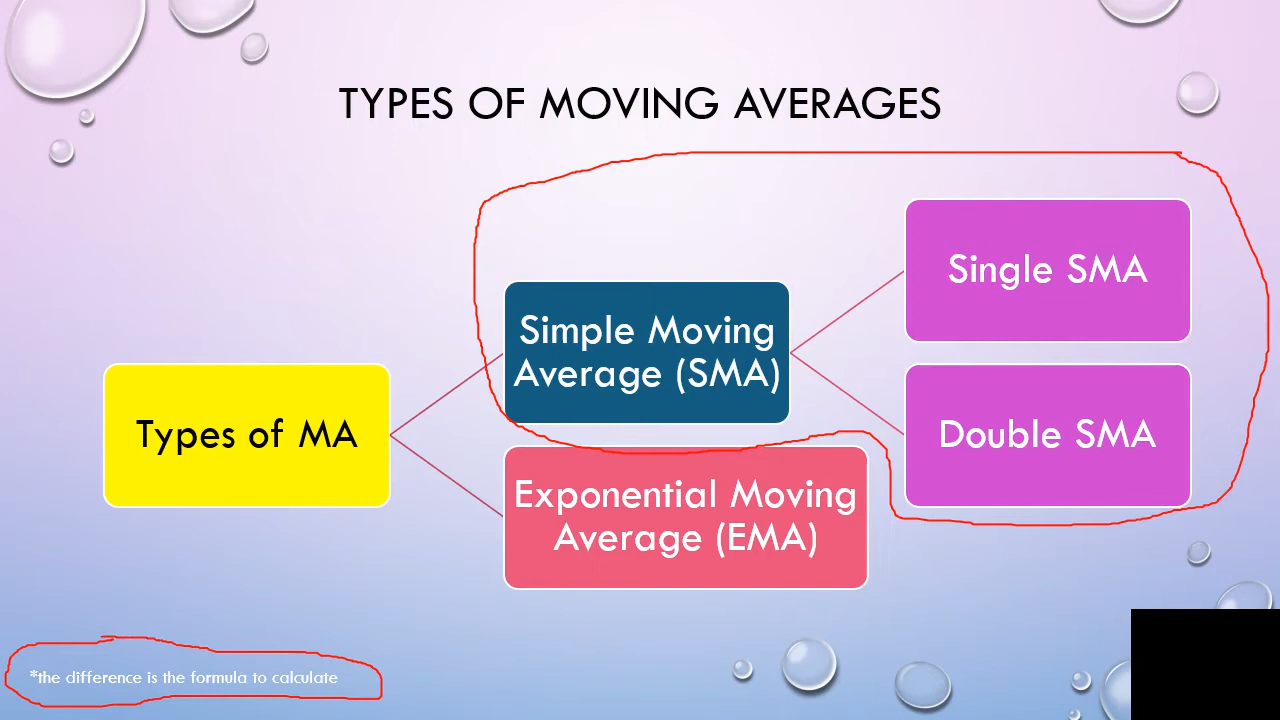 TYPES OF MOVING AVERAGES
Types of MA
Simple Moving
Average (SMA)
Exponential Moving
Average (EMA)
Single SMA
Double SMA
*the difference is the formula to calculate